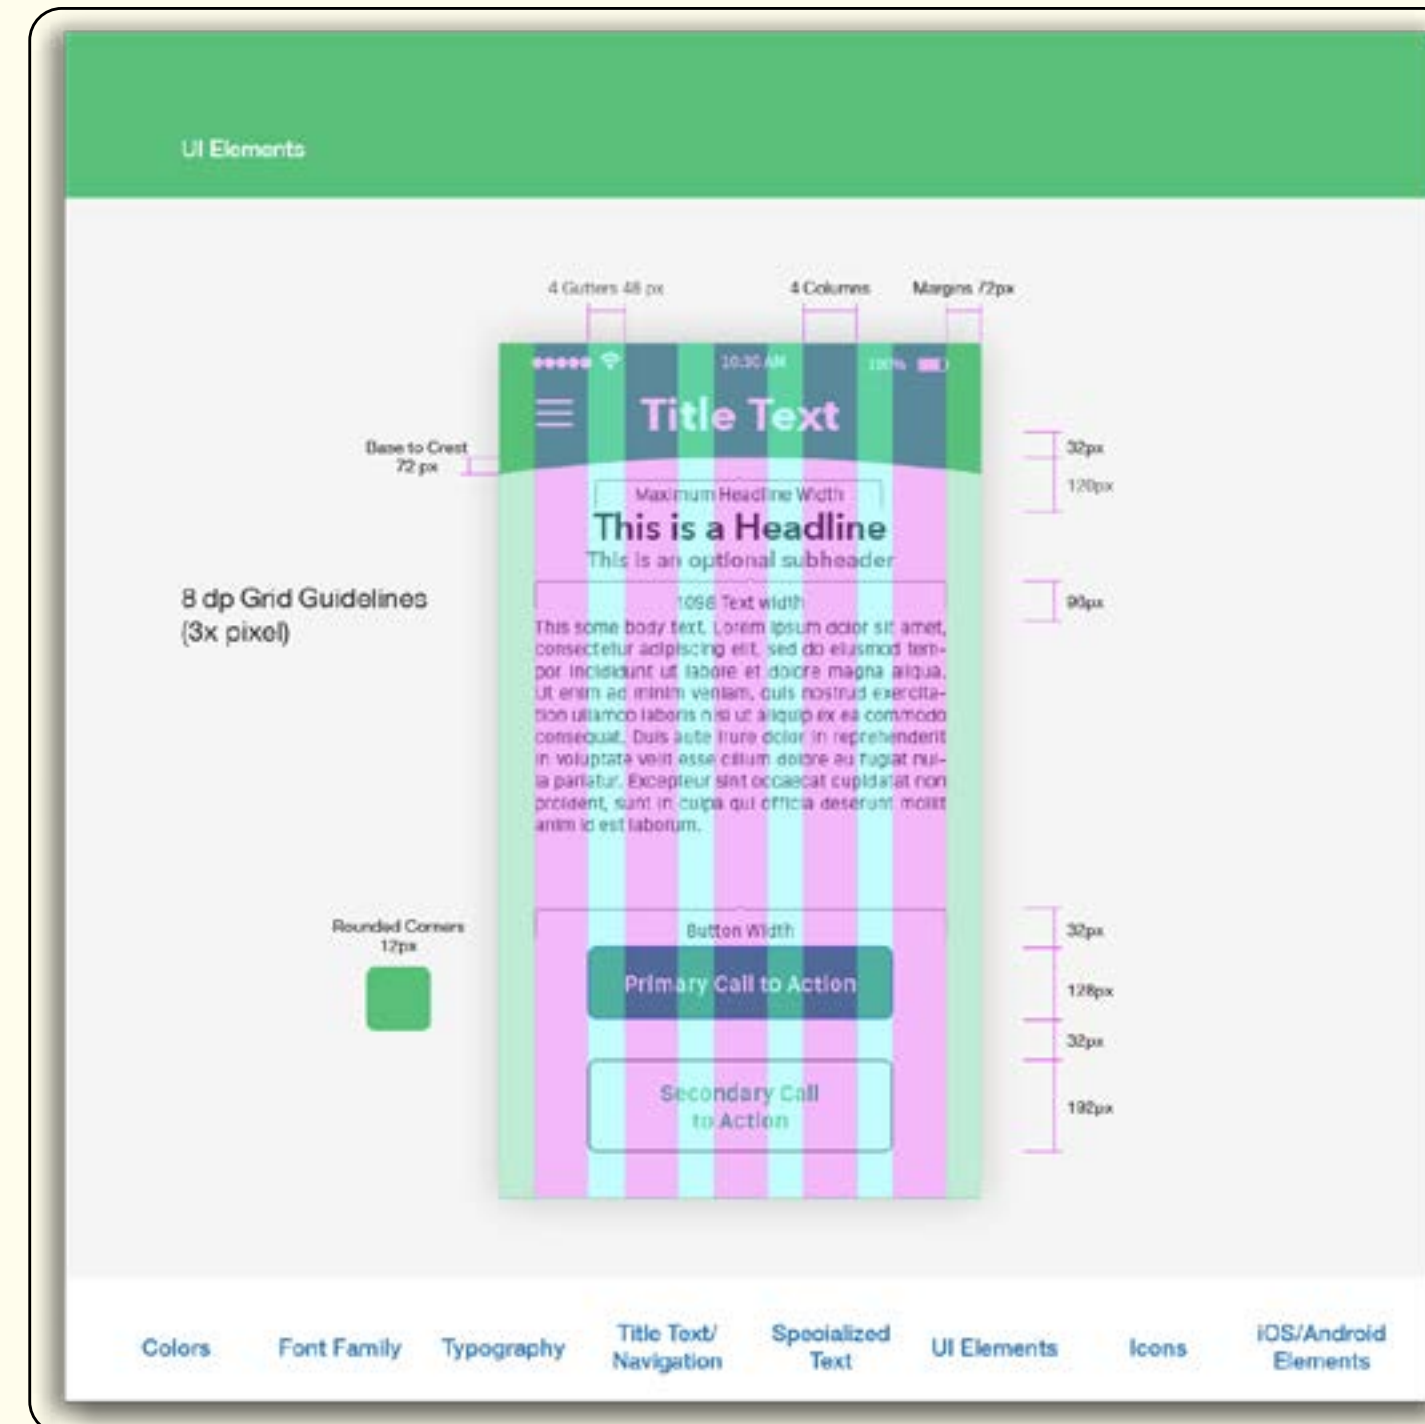 UI Elements
4 Gutters 48 px
4 Columns
Margins 72px
10:30 AM
100%
Title Text
Base to Crest
72 px
32px
120px
Maximum Headline Width
This is a Headline
This is an optional subheader
8 dp Grid Guidelines
(3x pixel)
1098 Text width
96px
This some body text. Lorem ipsum dolor sit amet,
consectetur adipiscing elit, sed do eiusmod tem-
por incididunt ut labore et dolore magna aliqua.
Ut enim ad minim veniam, quis nostrud exercita-
tion ullamco laboris nisi ut aliquip ex ea commodo
consequat. Duis aute irure dolor in reprehenderit
in voluptate velit esse cillum dolore eu fugiat nul-
la pariatur. Excepteur sint occaecat cupidatat non
proident, sunt in culpa qui officia deserunt mollit
anim id est laborum.
Rounded Corners
12px
Button Width
32px
Primary Call to Action
128px
32px
Secondary Call
to Action
192px
Colors
Font Family
Typography
Title Text/
Navigation
Specialized
Text
UI Elements
Icons
iOS/Android
Elements